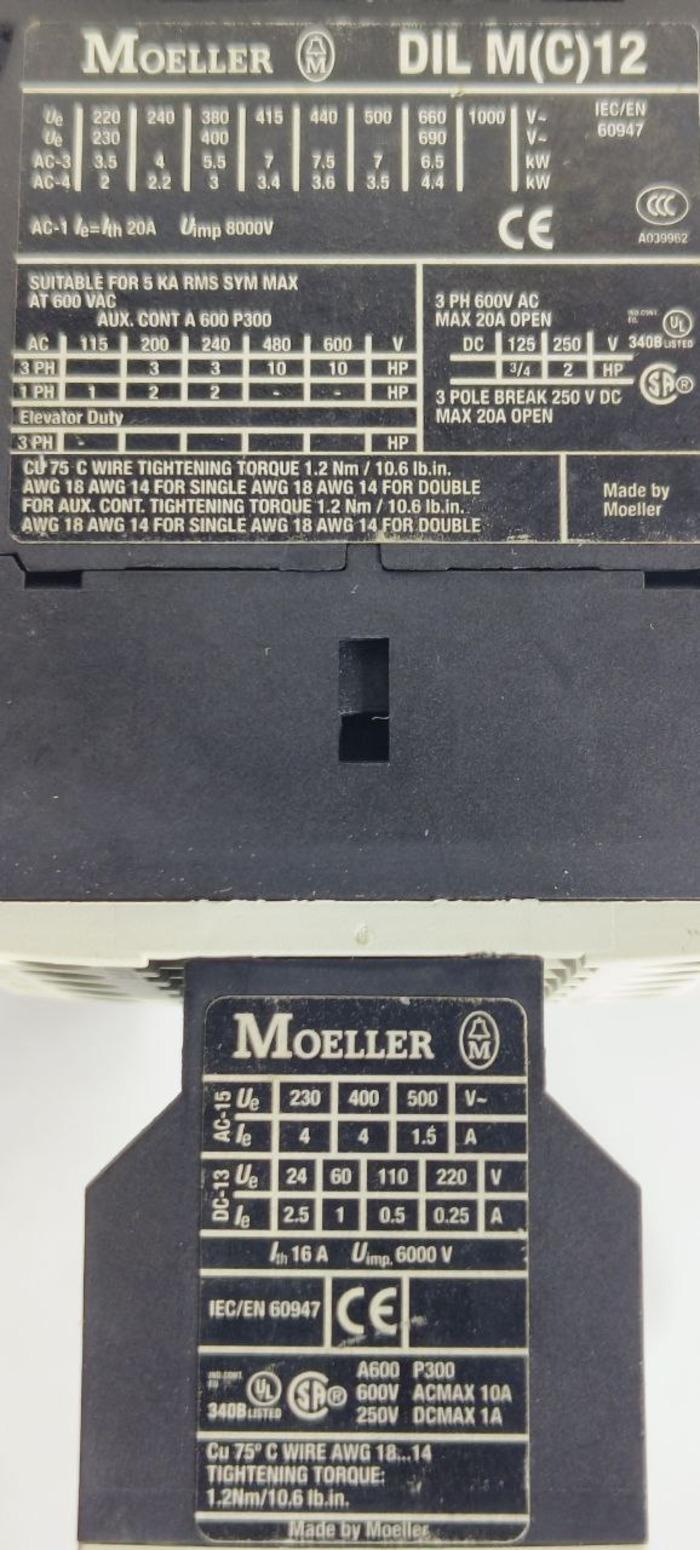 MOELLER M DIL M(C)12
Ue 220 240 380 415 440 500 660 1000 V~
Ue 230 400 690 V~
AC-3 3.5 4 5.5 7 7.5 7 6.5 kW
AC-4 2 2.2 3 3.4 3.6 3.5 4.4 kW
IEC/EN
60947
AC-1 Ie=Ith 20A Uimp 8000V
CE
CCC
A039962
SUITABLE FOR 5 KA RMS SYM MAX
AT 600 VAC
AUX. CONT A 600 P300
AC 115 200 240 480 600 V
3 PH 3 3 10 10 HP
1 PH 1 2 2 - - HP
Elevator Duty
3 PH - HP
3 PH 600V AC
MAX 20A OPEN
DC 125 250 V
3/4 2 HP
3 POLE BREAK 250 V DC
MAX 20A OPEN
IND.CONT.
EQ.
UL
340B LISTED
SA ®
CU 75 C WIRE TIGHTENING TORQUE 1.2 Nm / 10.6 lb.in.
AWG 18 AWG 14 FOR SINGLE AWG 18 AWG 14 FOR DOUBLE
FOR AUX. CONT. TIGHTENING TORQUE 1.2 Nm / 10.6 lb.in.
AWG 18 AWG 14 FOR SINGLE AWG 18 AWG 14 FOR DOUBLE
Made by
Moeller
MOELLER M
AC-15 Ue 230 400 500 V~
Ie 4 4 1.5 A
DC-13 Ue 24 60 110 220 V
Ie 2.5 1 0.5 0.25 A
Ith 16 A Uimp. 6000 V
IEC/EN 60947 CE
IND.CONT.
EQ.
UL
340B LISTED
SA ®
A600 P300
600V ACMAX 10A
250V DCMAX 1A
Cu 75° C WIRE AWG 18...14
TIGHTENING TORQUE:
1.2Nm/10.6 lb.in.
Made by Moeller